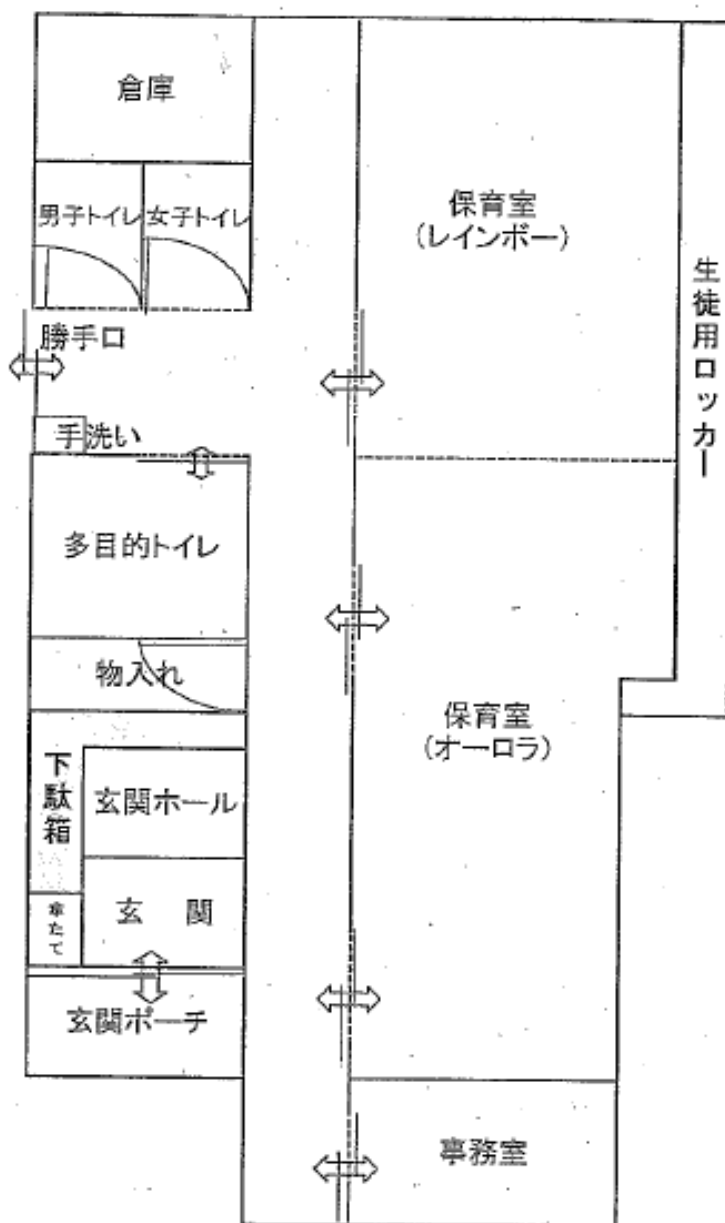 倉庫
男子トイレ
女子トイレ
保育室
(レインボー)
生徒用ロッカー
勝手口
手洗い
多目的トイレ
物入れ
保育室
(オーロラ)
下駄箱
玄関ホール
玄　関
傘たて
玄関ポーチ
事務室